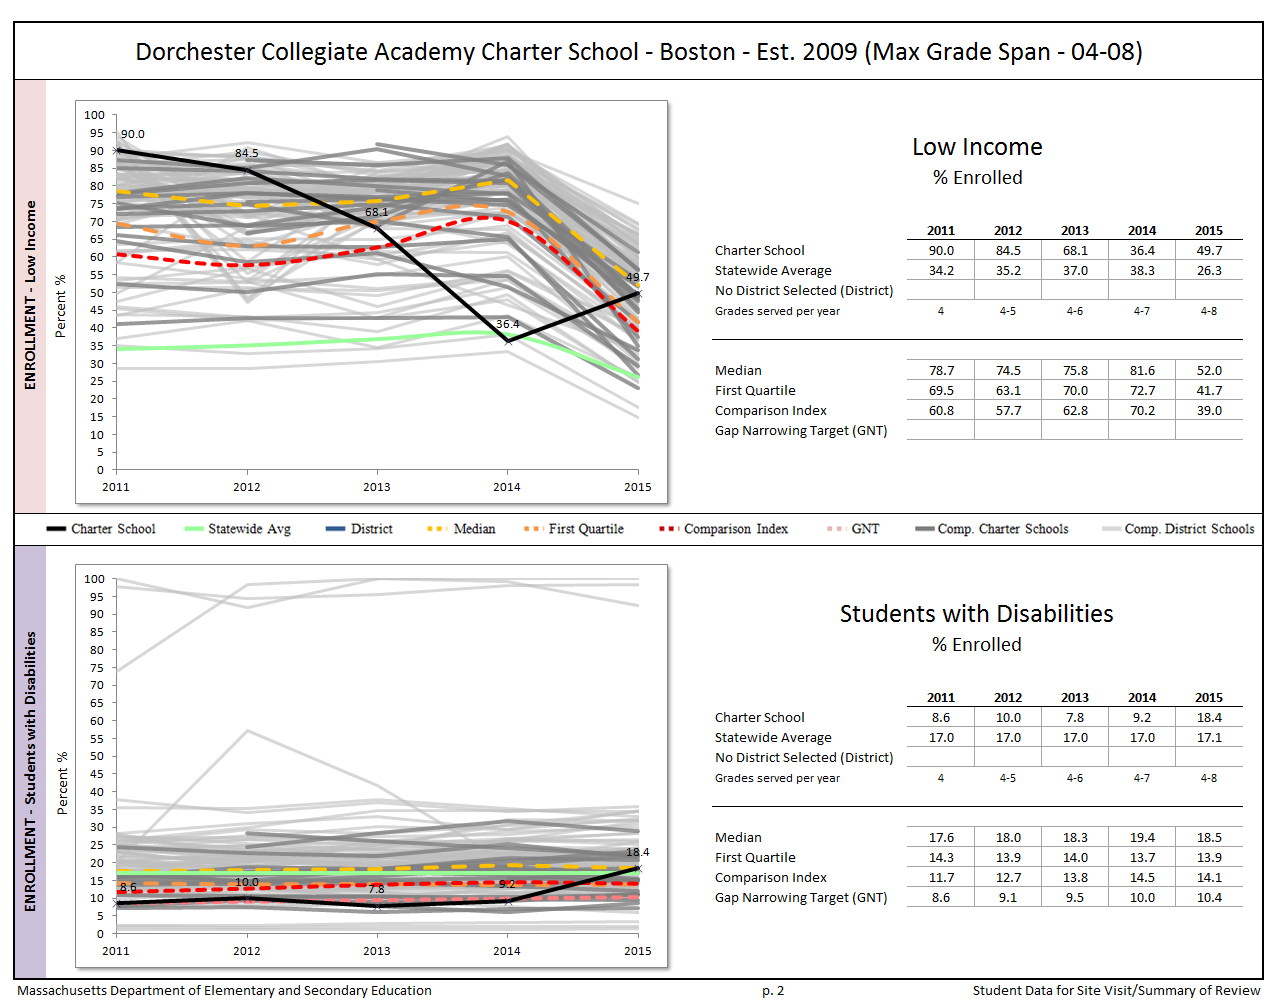 Dorchester Collegiate Academy Charter School - Boston - Est. 2009 (Max Grade Span - 04-08)
ENROLLMENT - Low Income
Percent %
100
95
90
85
80
75
70
65
60
55
50
45
40
35
30
25
20
15
10
5
0
90.0
84.5
68.1
36.4
49.7
2011 2012 2013 2014 2015
Low Income
% Enrolled
2011 2012 2013 2014 2015
Charter School 90.0 84.5 68.1 36.4 49.7
Statewide Average 34.2 35.2 37.0 38.3 26.3
No District Selected (District)
Grades served per year 4 4-5 4-6 4-7 4-8
Median 78.7 74.5 75.8 81.6 52.0
First Quartile 69.5 63.1 70.0 72.7 41.7
Comparison Index 60.8 57.7 62.8 70.2 39.0
Gap Narrowing Target (GNT)
Charter School Statewide Avg District Median First Quartile Comparison Index GNT Comp. Charter Schools Comp. District Schools
ENROLLMENT - Students with Disabilities
Percent %
100
95
90
85
80
75
70
65
60
55
50
45
40
35
30
25
20
15
10
5
0
8.6
10.0
7.8
9.2
18.4
2011 2012 2013 2014 2015
Students with Disabilities
% Enrolled
2011 2012 2013 2014 2015
Charter School 8.6 10.0 7.8 9.2 18.4
Statewide Average 17.0 17.0 17.0 17.0 17.1
No District Selected (District)
Grades served per year 4 4-5 4-6 4-7 4-8
Median 17.6 18.0 18.3 19.4 18.5
First Quartile 14.3 13.9 14.0 13.7 13.9
Comparison Index 11.7 12.7 13.8 14.5 14.1
Gap Narrowing Target (GNT) 8.6 9.1 9.5 10.0 10.4
Massachusetts Department of Elementary and Secondary Education p. 2 Student Data for Site Visit/Summary of Review